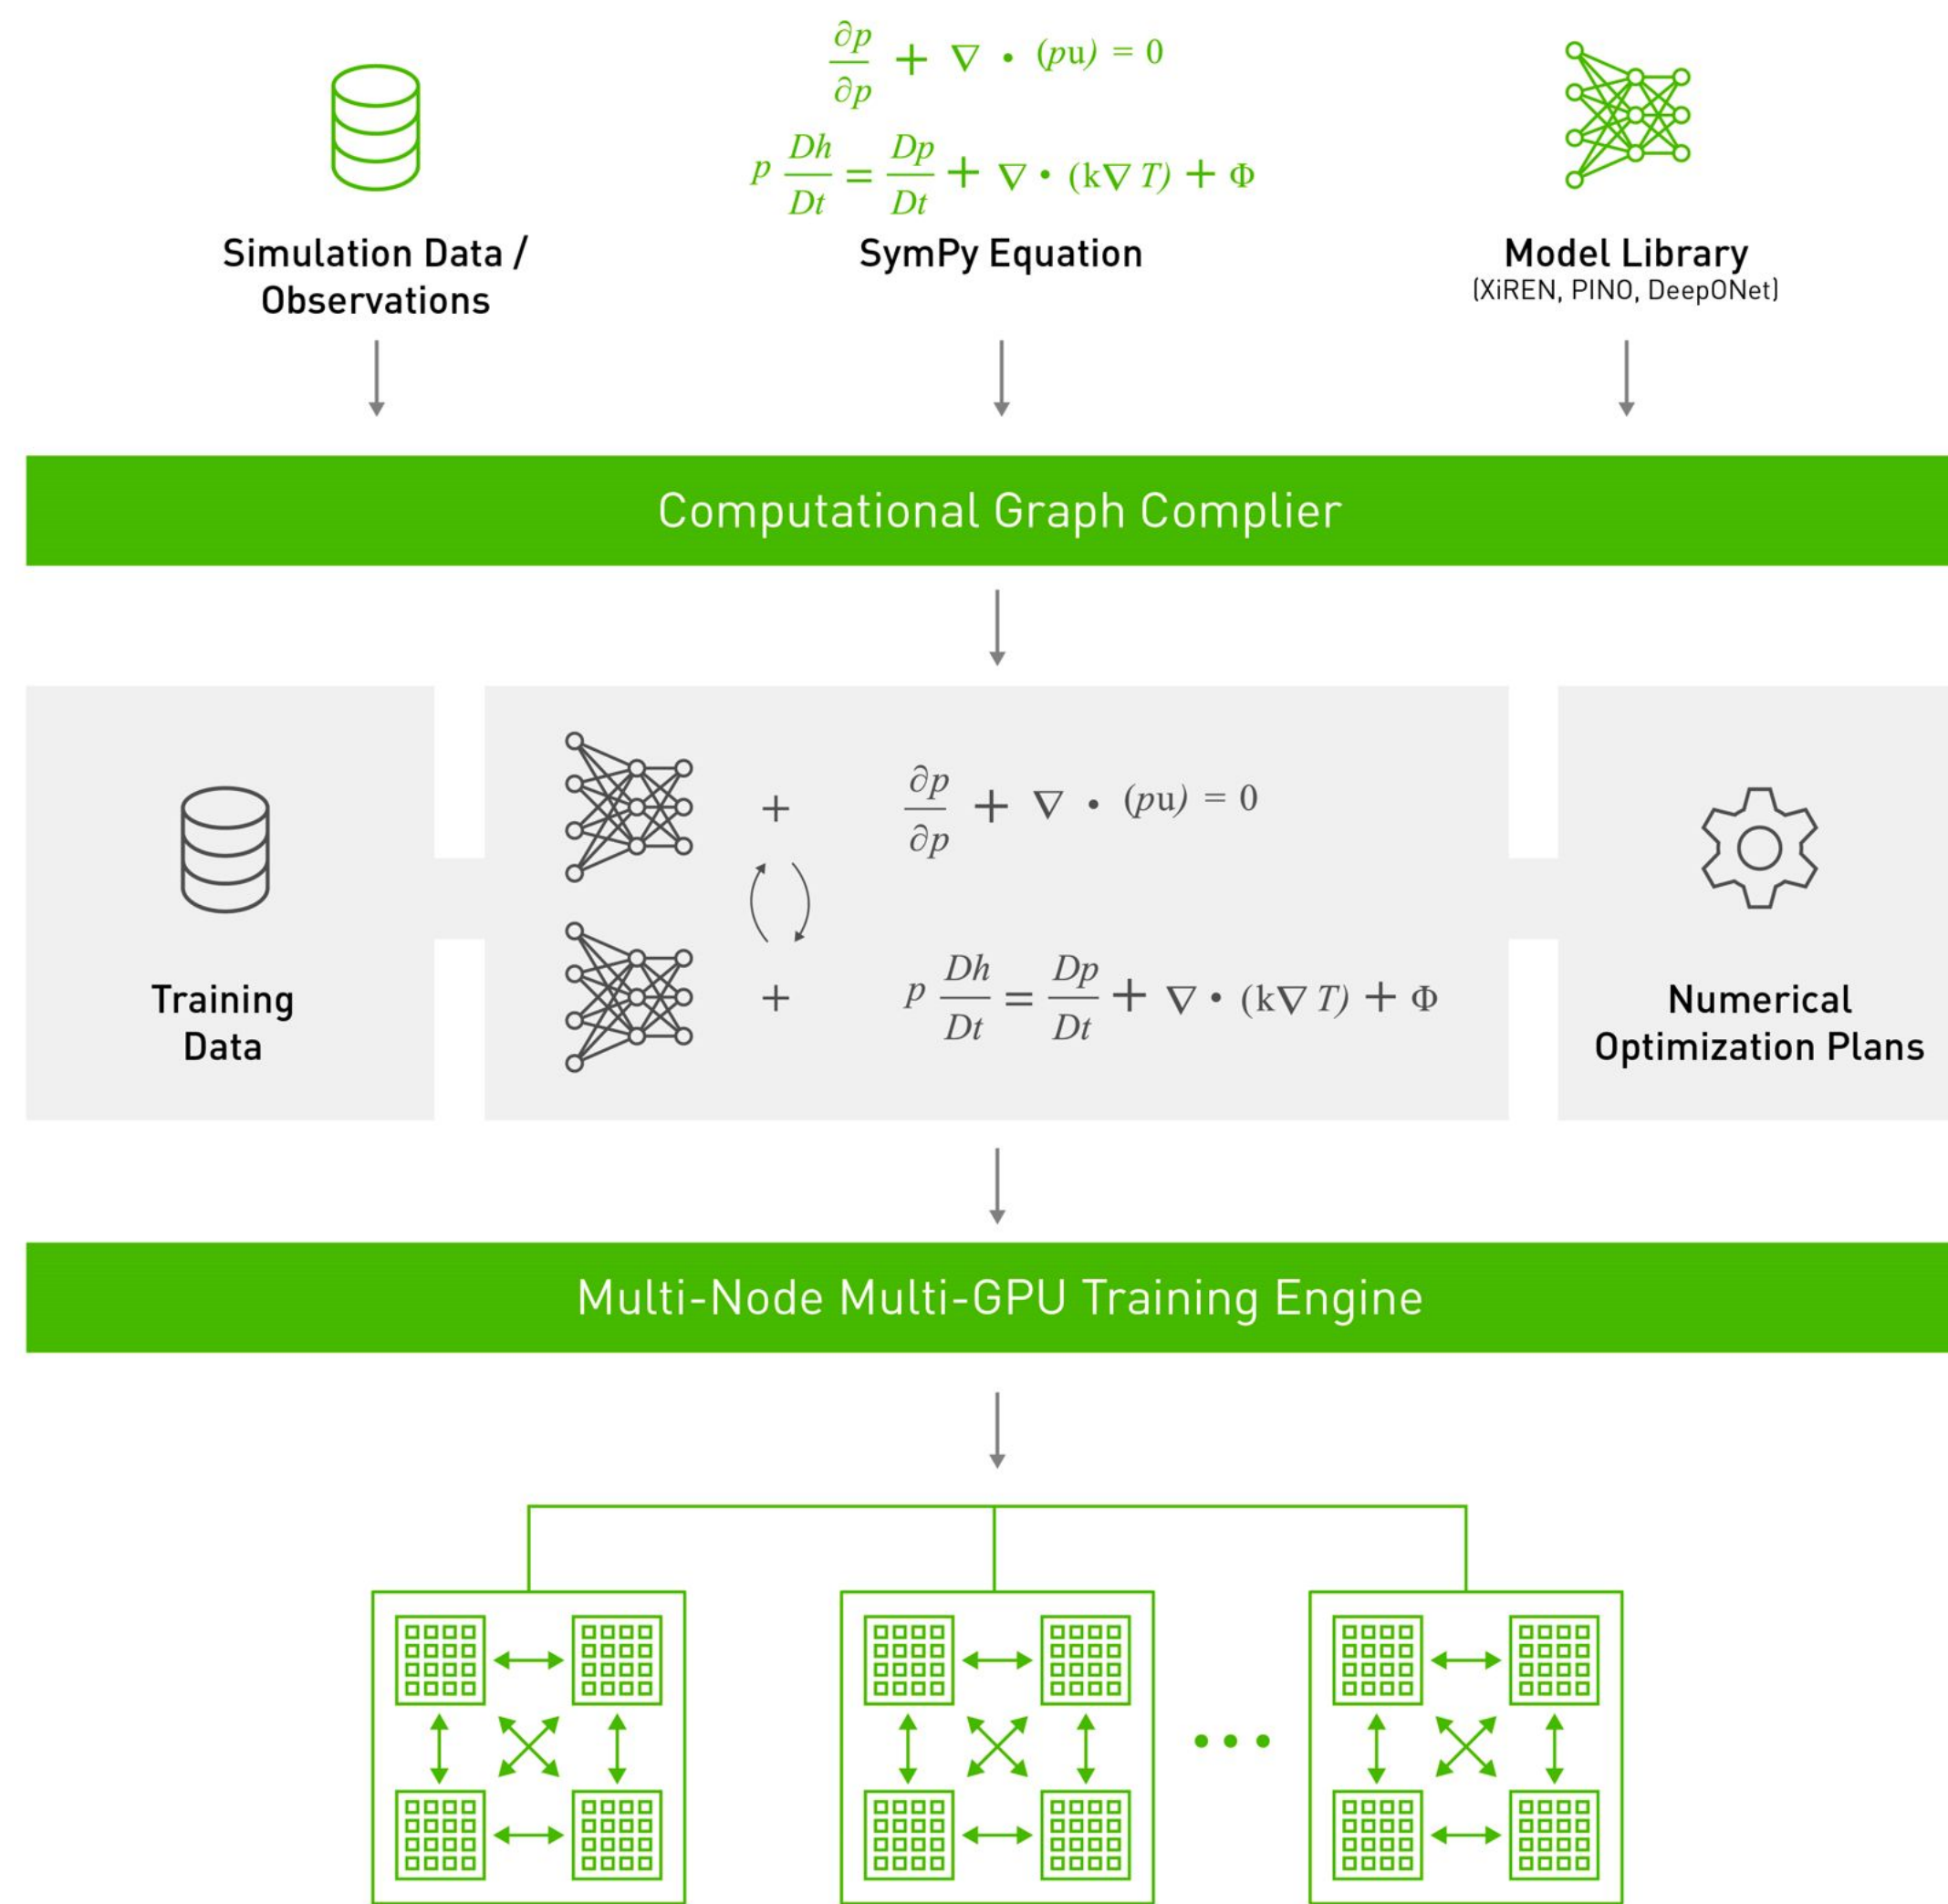 ∂p/∂p + ∇ • (pu) = 0
p Dh/Dt = Dp/Dt + ∇ • (k∇ T) + Φ
Simulation Data /
Observations
SymPy Equation
Model Library
(XiREN, PINO, DeepONet)
Computational Graph Complier
+ ∂p/∂p + ∇ • (pu) = 0
+ p Dh/Dt = Dp/Dt + ∇ • (k∇ T) + Φ
Training
Data
Numerical
Optimization Plans
Multi-Node Multi-GPU Training Engine